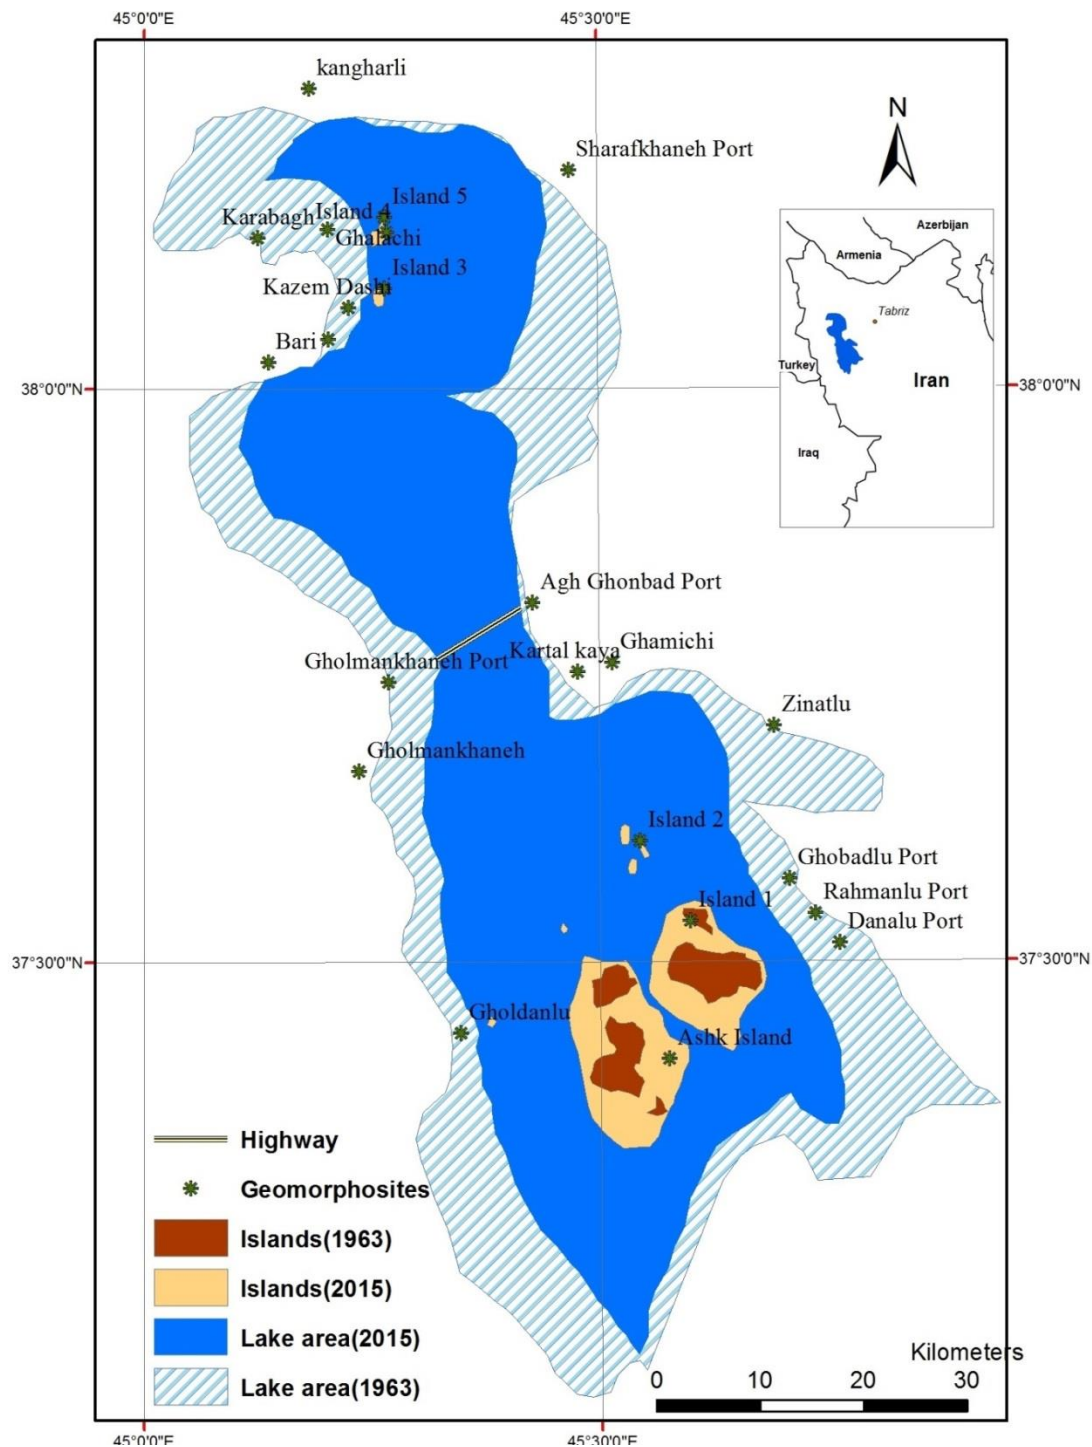 45°0'0"E
45°30'0"E
kangharli
N
Sharafkhaneh Port
Island 5
Island 4
Karabagh
Ghalachi
Island 3
Kazem Dashi
Bari
38°0'0"N
38°0'0"N
Azerbijan
Armenia
Tabriz
Turkey
Iran
Iraq
Agh Ghonbad Port
Ghamichi
Kartal kaya
Gholmankhaneh Port
Zinatlu
Gholmankhaneh
Island 2
Ghobadlu Port
Rahmanlu Port
Island 1
Danalu Port
37°30'0"N
37°30'0"N
Gholdanlu
Ashk Island
Highway
Geomorphosites
Islands(1963)
Islands(2015)
Lake area(2015)
Lake area(1963)
Kilometers
0 10 20 30
45°0'0"E
45°30'0"E